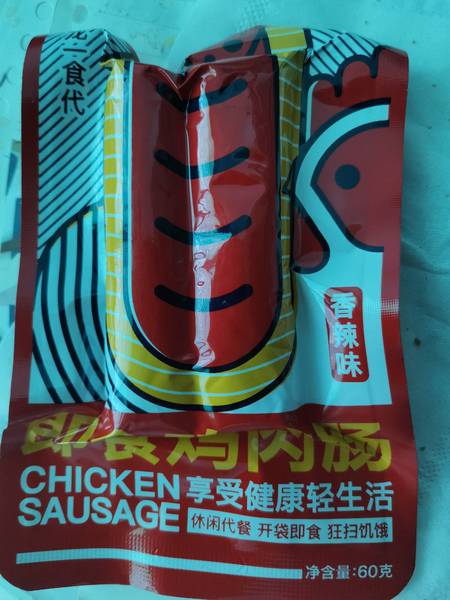 一食代
香辣味
即食鸡肉肠
CHICKEN
SAUSAGE
享受健康轻生活
休闲代餐 开袋即食 狂扫饥饿
净含量:60克